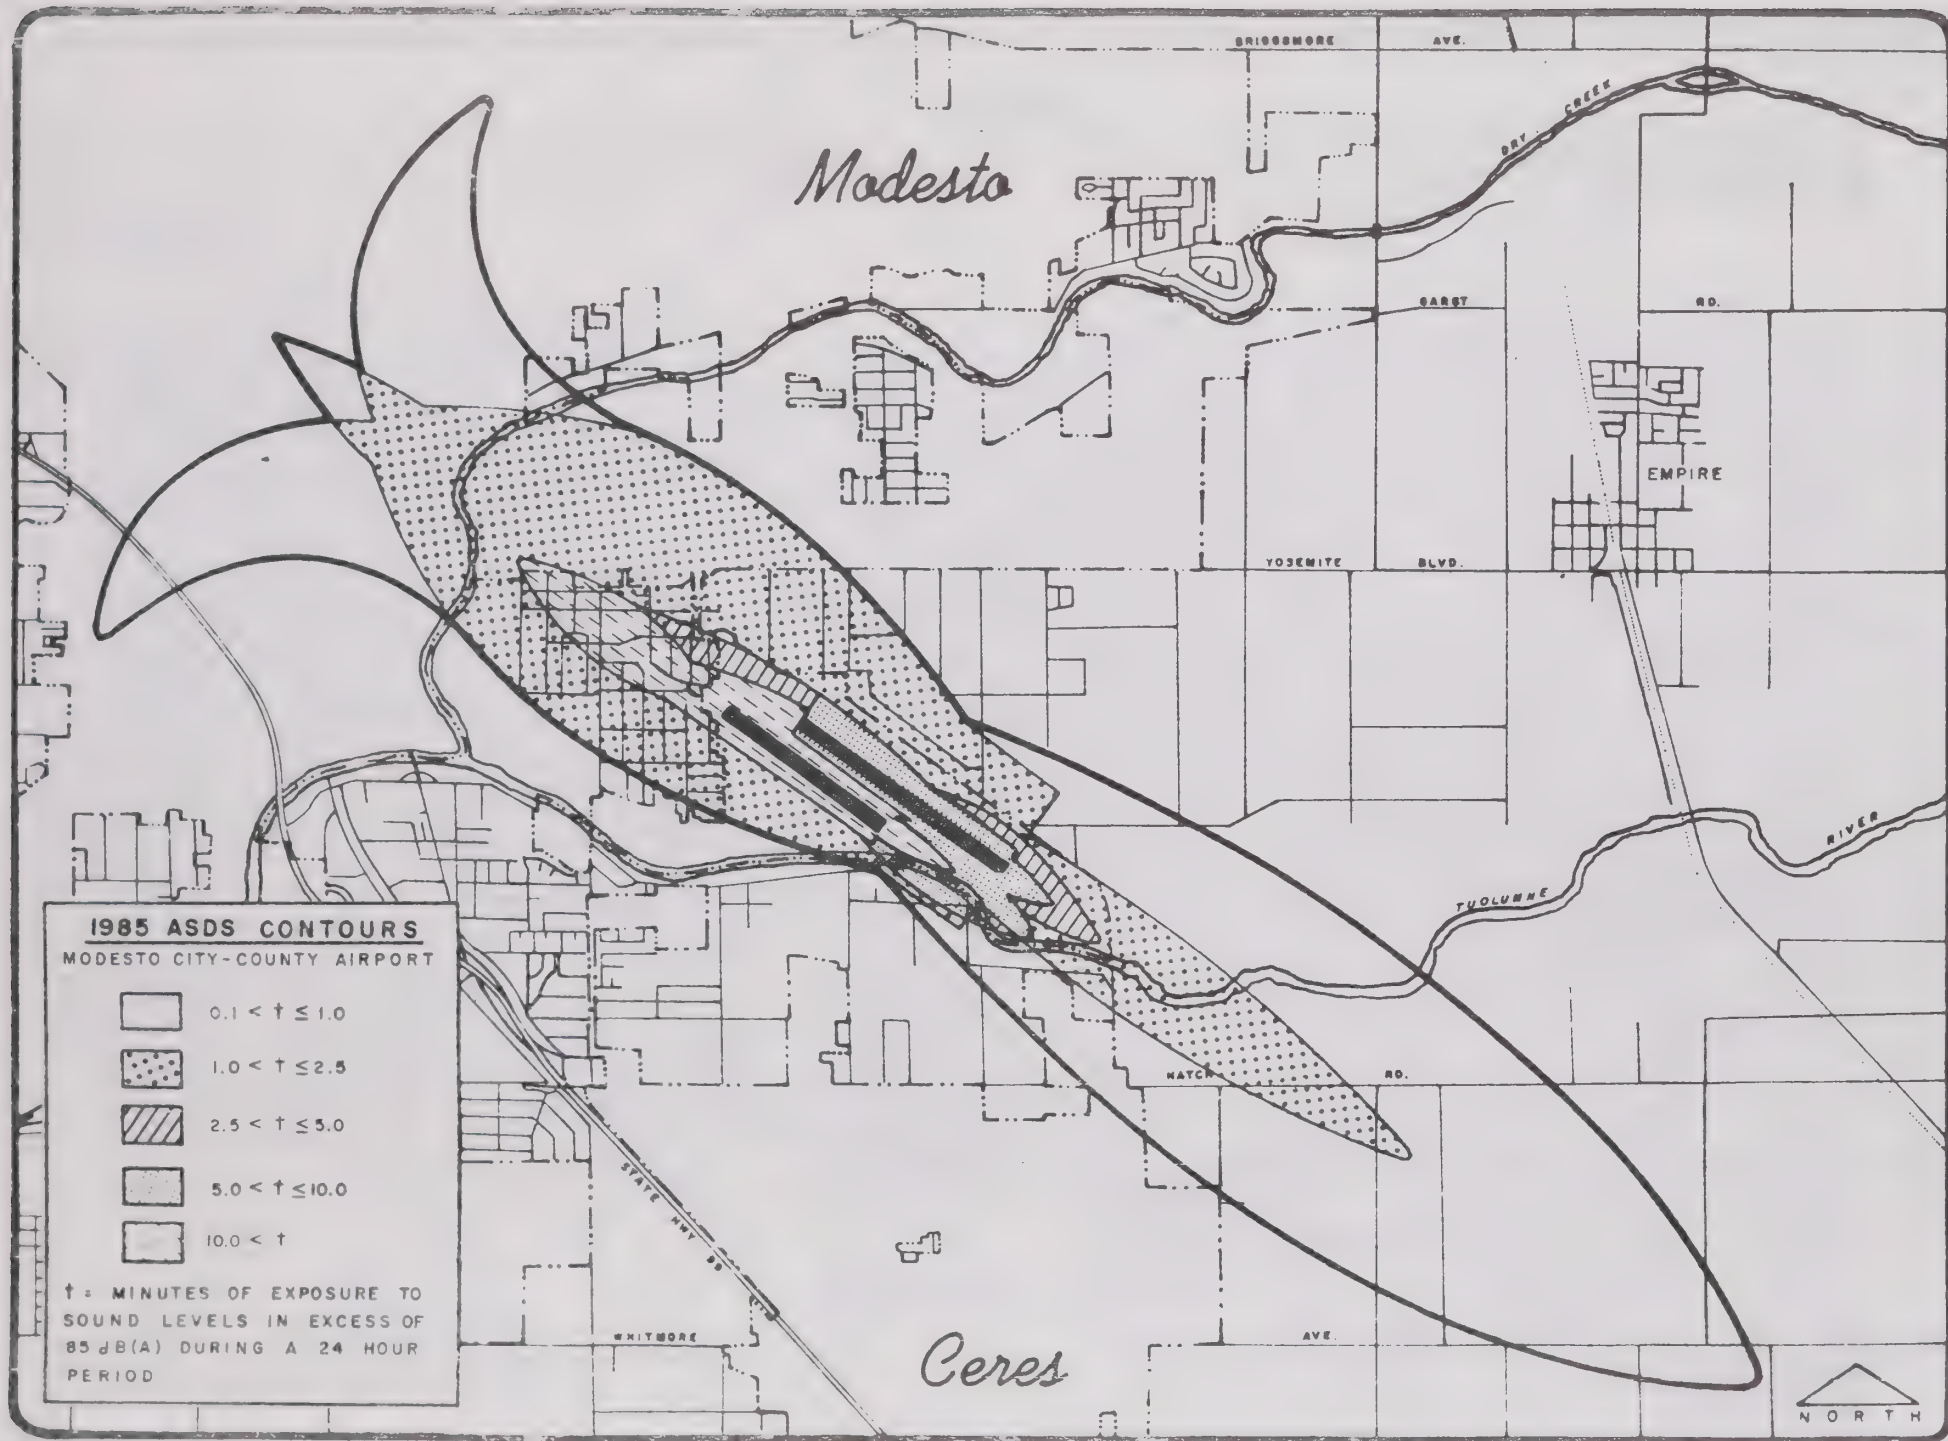 BRIGGSMORE AVE.
DRY CREEK
Modesto
GARST RD.
EMPIRE
YOSEMITE BLVD.
RIVER
TUOLUMNE
HATCH RD.
STATE HWY 99
WHITMORE AVE.
Ceres
NORTH
1985 ASDS CONTOURS
MODESTO CITY-COUNTY AIRPORT
0.1 < t ≤ 1.0
1.0 < t ≤ 2.5
2.5 < t ≤ 5.0
5.0 < t ≤ 10.0
10.0 < t
t = MINUTES OF EXPOSURE TO
SOUND LEVELS IN EXCESS OF
85 dB(A) DURING A 24 HOUR
PERIOD